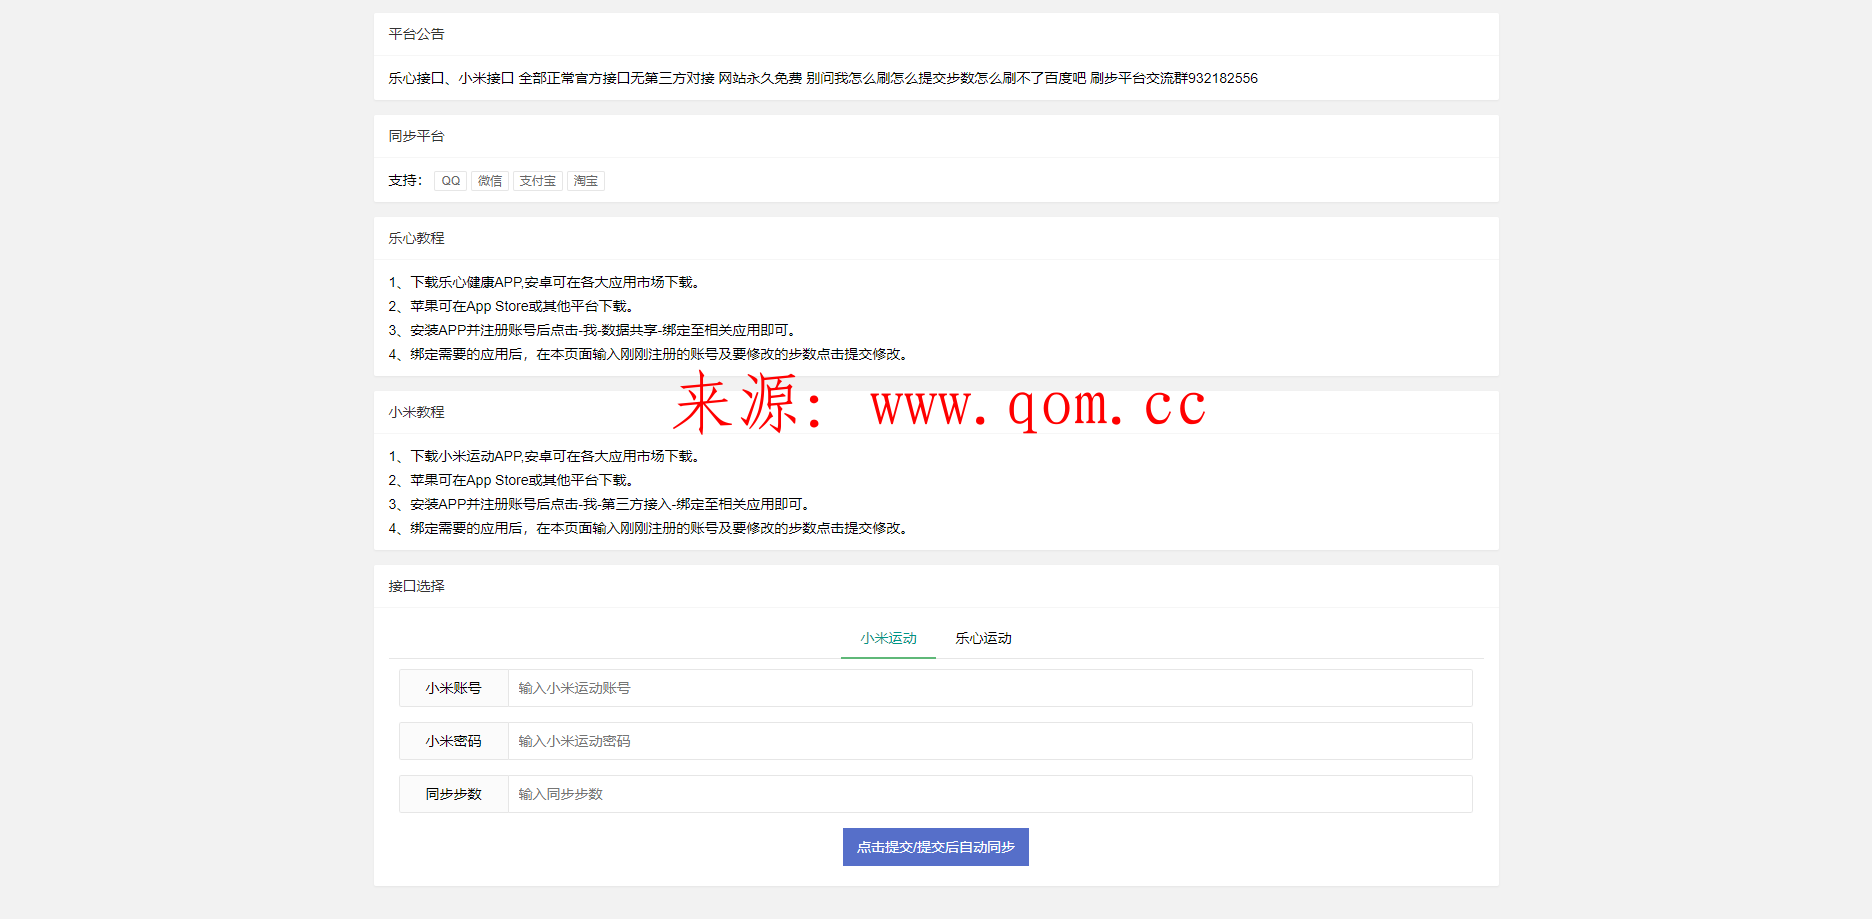 平台公告
乐心接口、小米接口 全部正常官方接口无第三方对接 网站永久免费 别问我怎么刷怎么提交步数怎么刷不了百度吧 刷步平台交流群932182556
同步平台
支持： QQ 微信 支付宝 淘宝
乐心教程
1、下载乐心健康APP,安卓可在各大应用市场下载。
2、苹果可在App Store或其他平台下载。
3、安装APP并注册账号后点击-我-数据共享-绑定至相关应用即可。
4、绑定需要的应用后，在本页面输入刚刚注册的账号及要修改的步数点击提交修改。
来源：www.qom.cc
小米教程
1、下载小米运动APP,安卓可在各大应用市场下载。
2、苹果可在App Store或其他平台下载。
3、安装APP并注册账号后点击-我-第三方接入-绑定至相关应用即可。
4、绑定需要的应用后，在本页面输入刚刚注册的账号及要修改的步数点击提交修改。
接口选择
小米运动 乐心运动
小米账号 输入小米运动账号
小米密码 输入小米运动密码
同步步数 输入同步步数
点击提交/提交后自动同步